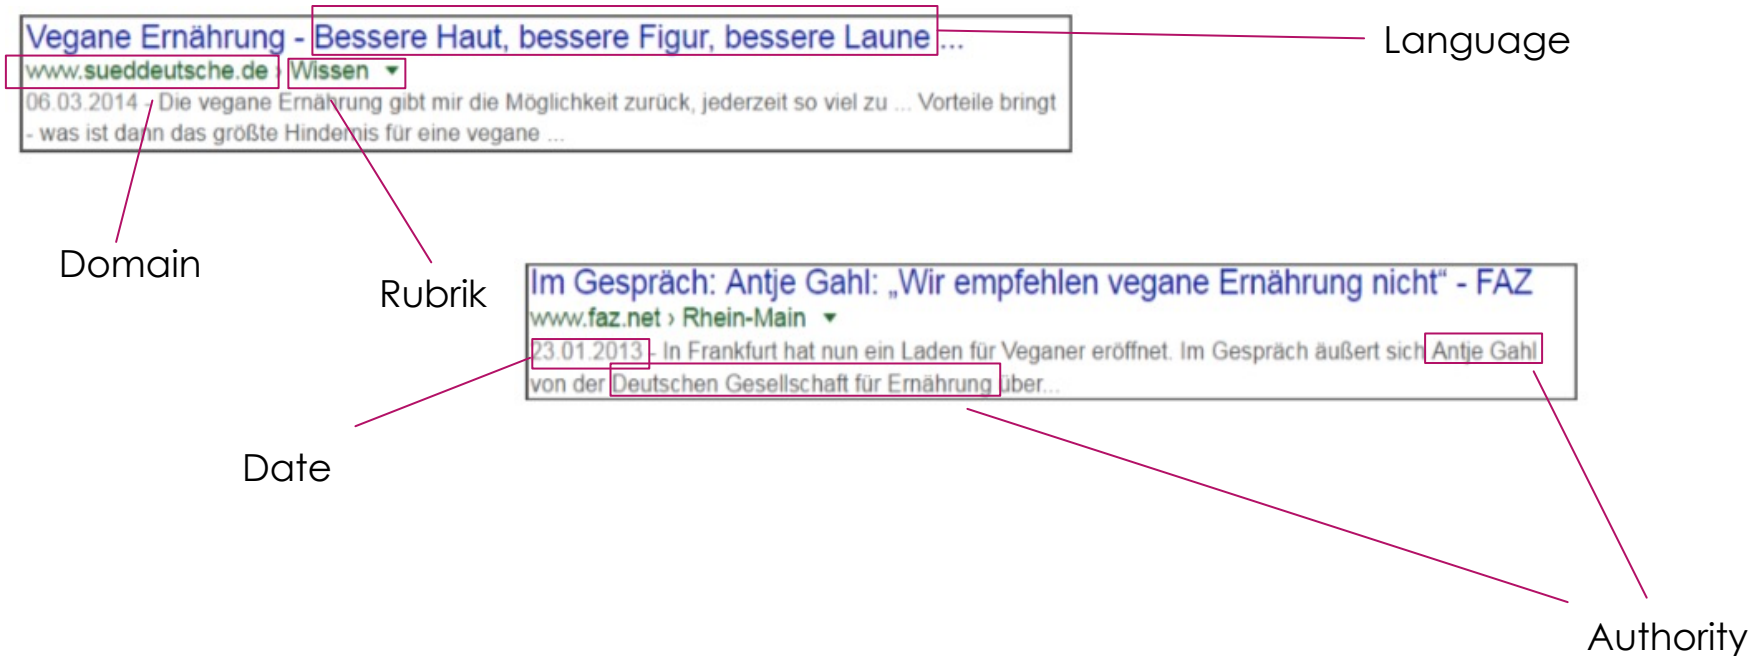 Vegane Ernährung - Bessere Haut, bessere Figur, bessere Laune ...
www.sueddeutsche.de › Wissen
06.03.2014 - Die vegane Ernährung gibt mir die Möglichkeit zurück, jederzeit so viel zu ... Vorteile bringt
- was ist dann das größte Hindernis für eine vegane ...
Language
Domain
Rubrik
Im Gespräch: Antje Gahl: „Wir empfehlen vegane Ernährung nicht“ - FAZ
www.faz.net › Rhein-Main
23.01.2013 - In Frankfurt hat nun ein Laden für Veganer eröffnet. Im Gespräch äußert sich Antje Gahl
von der Deutschen Gesellschaft für Ernährung über...
Date
Authority